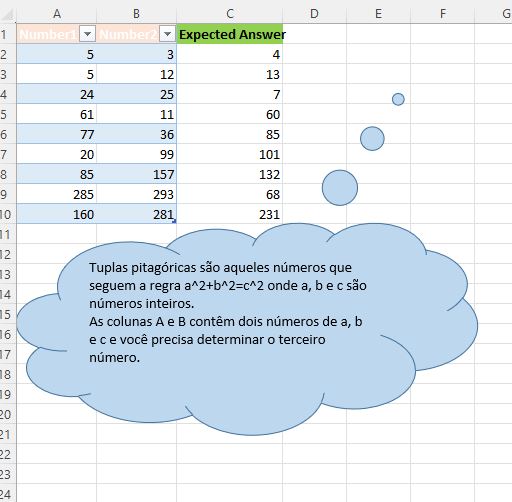 A B C D E F G
1 Number1 Number2 Expected Answer
2 5 3 4
3 5 12 13
4 24 25 7
5 61 11 60
6 77 36 85
7 20 99 101
8 85 157 132
9 285 293 68
10 160 281 231
11
12
13
14
15
16
17
18
19
20
21
22
23
24
Tuplas pitagóricas são aqueles números que
seguem a regra a^2+b^2=c^2 onde a, b e c são
números inteiros.
As colunas A e B contêm dois números de a, b
e c e você precisa determinar o terceiro
número.